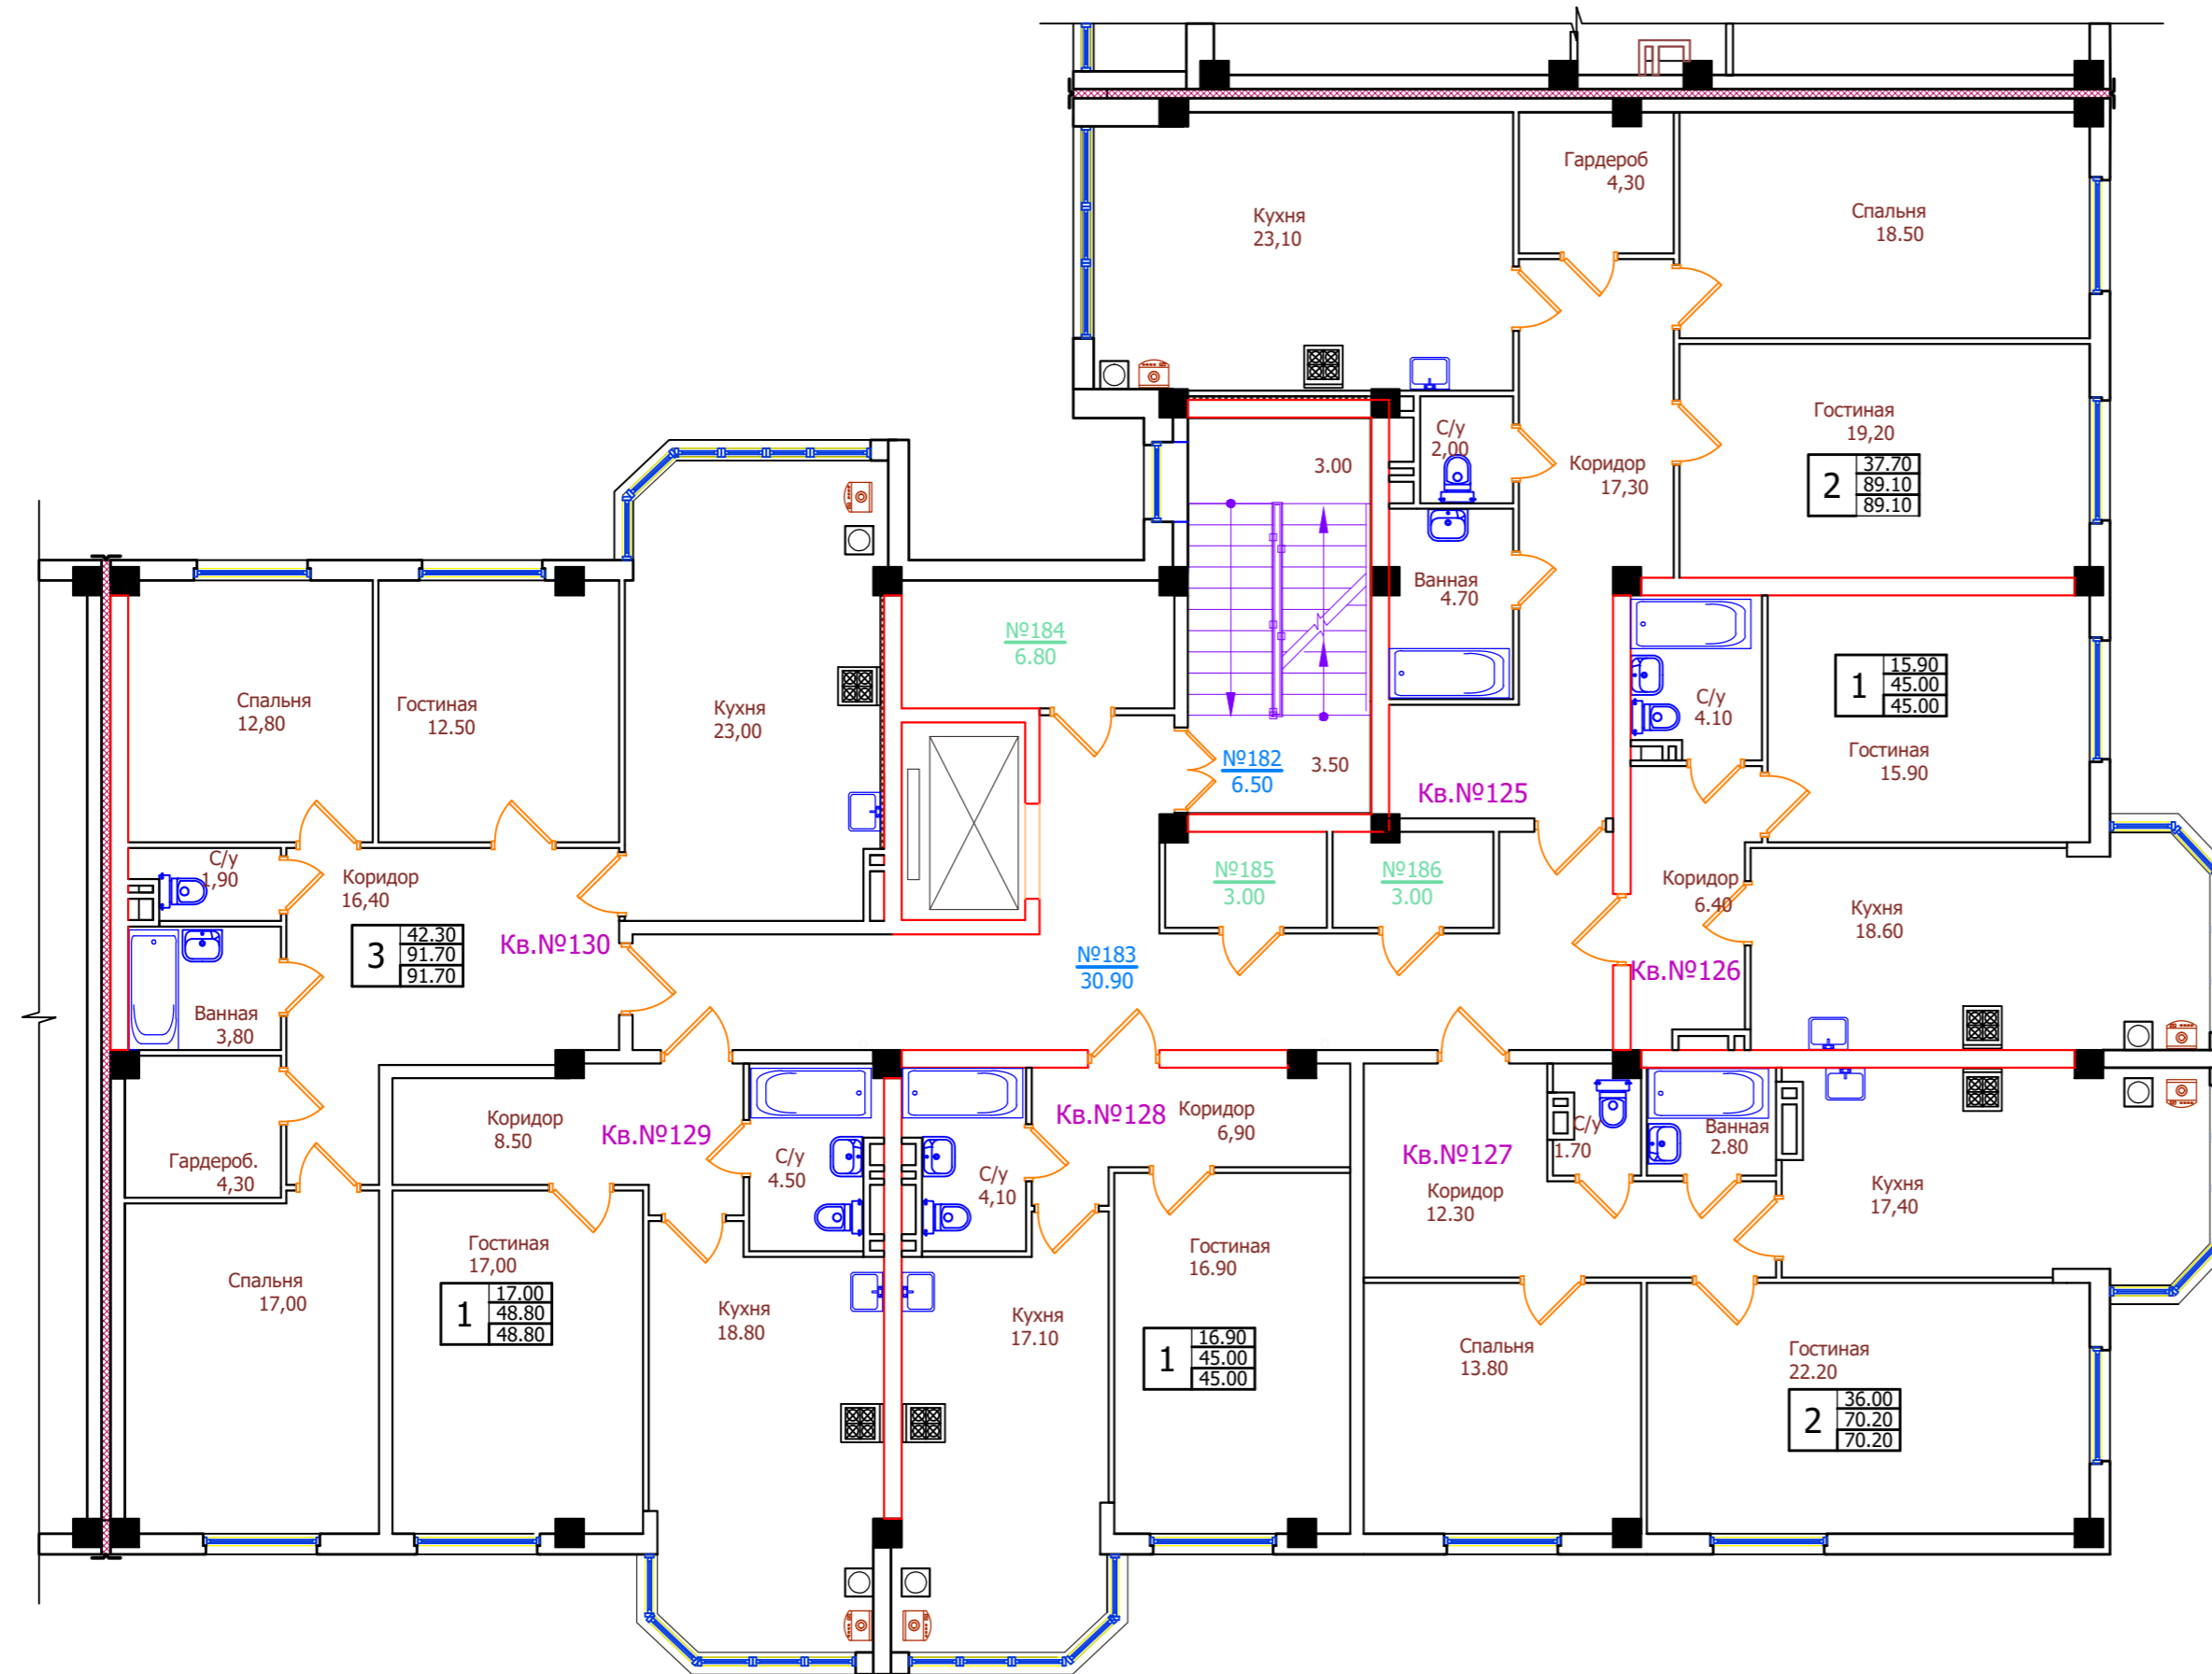 Гардероб
4,30
Кухня
23,10
Спальня
18.50
Гостиная
19,20
2
37.70
89.10
89.10
С/у
2,00
Коридор
17,30
Ванная
4.70
3.00
№182
6.50
3.50
Кв.№125
№184
6.80
С/у
4.10
1
15.90
45.00
45.00
Гостиная
15.90
Коридор
6.40
Кухня
18.60
Кв.№126
№185
3.00
№186
3.00
№183
30.90
Спальня
12,80
Гостиная
12.50
Кухня
23,00
С/у
1,90
Коридор
16,40
3
42.30
91.70
91.70
Кв.№130
Ванная
3,80
Гардероб.
4,30
Спальня
17,00
Коридор
8.50
Кв.№129
С/у
4.50
Гостиная
17,00
1
17.00
48.80
48.80
Кухня
18.80
Кв.№128
Коридор
6,90
С/у
4,10
Кухня
17.10
Гостиная
16.90
1
16.90
45.00
45.00
Кв.№127
Коридор
12.30
С/у
1.70
Ванная
2.80
Кухня
17,40
Спальня
13.80
Гостиная
22.20
2
36.00
70.20
70.20